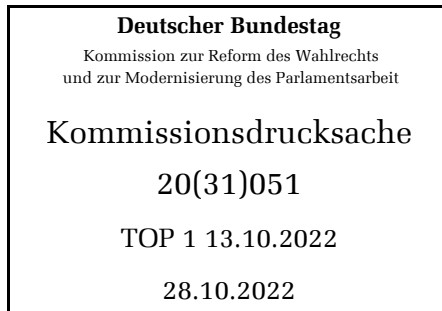 Deutscher Bundestag
Kommission zur Reform des Wahlrechts
und zur Modernisierung des Parlamentsarbeit
Kommissionsdrucksache
20(31)051
TOP 1 13.10.2022
28.10.2022